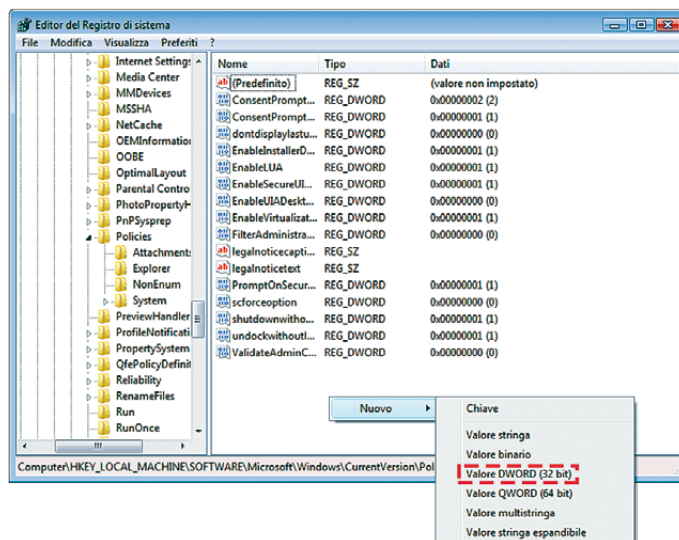 Editor del Registro di sistema
File Modifica Visualizza Preferiti ?
Internet Settings
Media Center
MMDevices
MSSHA
NetCache
OEMInformation
OOBE
OptimalLayout
Parental Contro
PhotoPropertyH
PnPSysprep
Policies
Attachments
Explorer
NonEnum
System
PreviewHandler
ProfileNotificati
PropertySystem
QfePolicyDefinit
Reliability
RenameFiles
Run
RunOnce
Nome Tipo Dati
(Predefinito) REG_SZ (valore non impostato)
ConsentPrompt... REG_DWORD 0x00000002 (2)
ConsentPrompt... REG_DWORD 0x00000001 (1)
dontdisplaylastu... REG_DWORD 0x00000000 (0)
EnableInstallerD... REG_DWORD 0x00000001 (1)
EnableLUA REG_DWORD 0x00000001 (1)
EnableSecureUI... REG_DWORD 0x00000001 (1)
EnableUIADeskt... REG_DWORD 0x00000000 (0)
EnableVirtualizat... REG_DWORD 0x00000001 (1)
FilterAdministra... REG_DWORD 0x00000000 (0)
legalnoticecapti... REG_SZ
legalnoticetext REG_SZ
PromptOnSecur... REG_DWORD 0x00000001 (1)
scforceoption REG_DWORD 0x00000000 (0)
shutdownwitho... REG_DWORD 0x00000001 (1)
undockwithoutl... REG_DWORD 0x00000001 (1)
ValidateAdminC... REG_DWORD 0x00000000 (0)
Nuovo
Chiave
Valore stringa
Valore binario
Valore DWORD (32 bit)
Valore QWORD (64 bit)
Valore multistringa
Valore stringa espandibile
Computer\HKEY_LOCAL_MACHINE\SOFTWARE\Microsoft\Windows\CurrentVersion\Pol